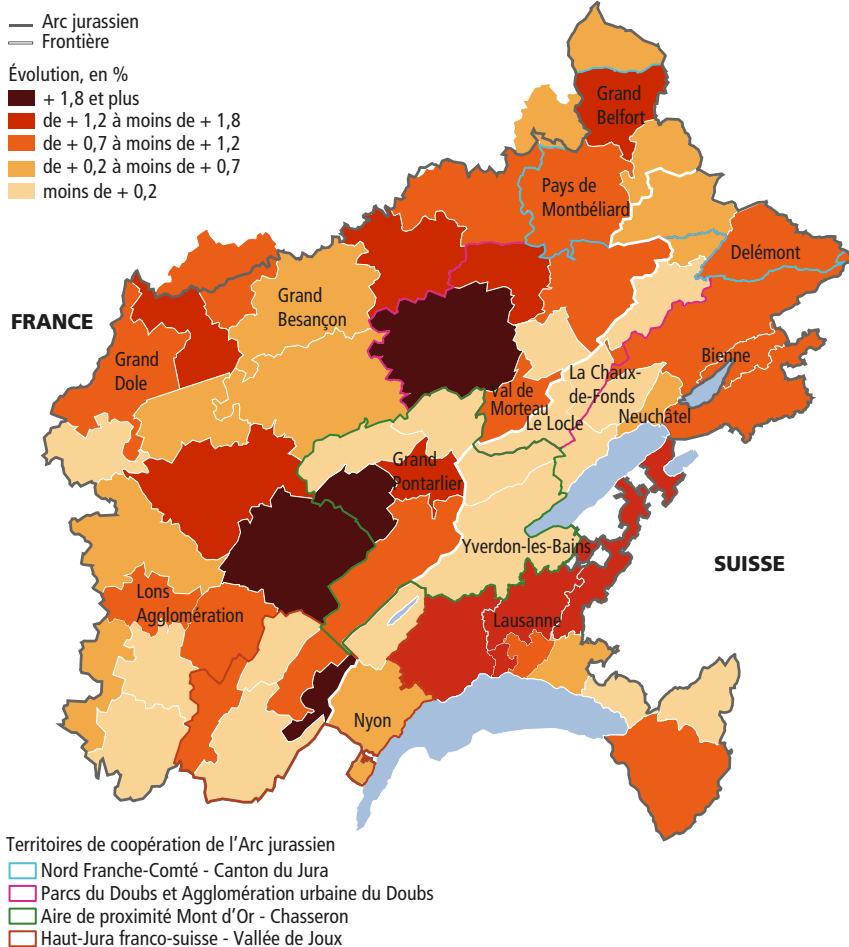 Arc jurassien
Frontière
Évolution, en %
+ 1,8 et plus
de + 1,2 à moins de + 1,8
de + 0,7 à moins de + 1,2
de + 0,2 à moins de + 0,7
moins de + 0,2
Grand
Belfort
Pays de
Montbéliard
Delémont
Grand
Besançon
FRANCE
Grand
Dole
Bienne
La Chaux-
de-Fonds
Val de
Morteau
Le Locle
Neuchâtel
Grand
Pontarlier
Yverdon-les-Bains
SUISSE
Lons
Agglomération
Lausanne
Nyon
Territoires de coopération de l'Arc jurassien
Nord Franche-Comté - Canton du Jura
Parcs du Doubs et Agglomération urbaine du Doubs
Aire de proximité Mont d'Or - Chasseron
Haut-Jura franco-suisse - Vallée de Joux